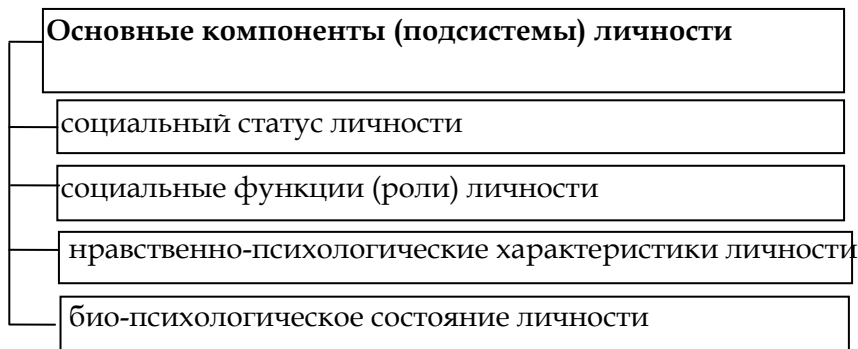 Основные компоненты (подсистемы) личности
социальный статус личности
социальные функции (роли) личности
нравственно-психологические характеристики личности
био-психологическое состояние личности